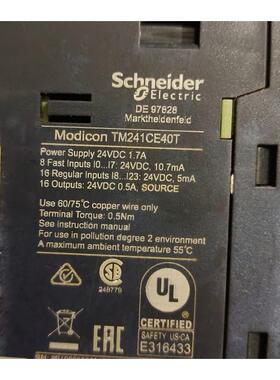 Schneider
Electric
DE 97828
Marktheidenfeld
Modicon TM241CE40T
Power Supply 24VDC 1.7A
8 Fast Inputs I0...I7: 24VDC, 10.7mA
16 Regular Inputs I8...I23: 24VDC, 5mA
16 Outputs: 24VDC 0.5A, SOURCE
Use 60/75℃ copper wire only
Terminal Torque: 0.5Nm
See instruction manual
For use in pollution degree 2 environment
A maximum ambient temperature 55℃
SA
248779
UL
CERTIFIED
SAFETY US-CA
E316433
EAC